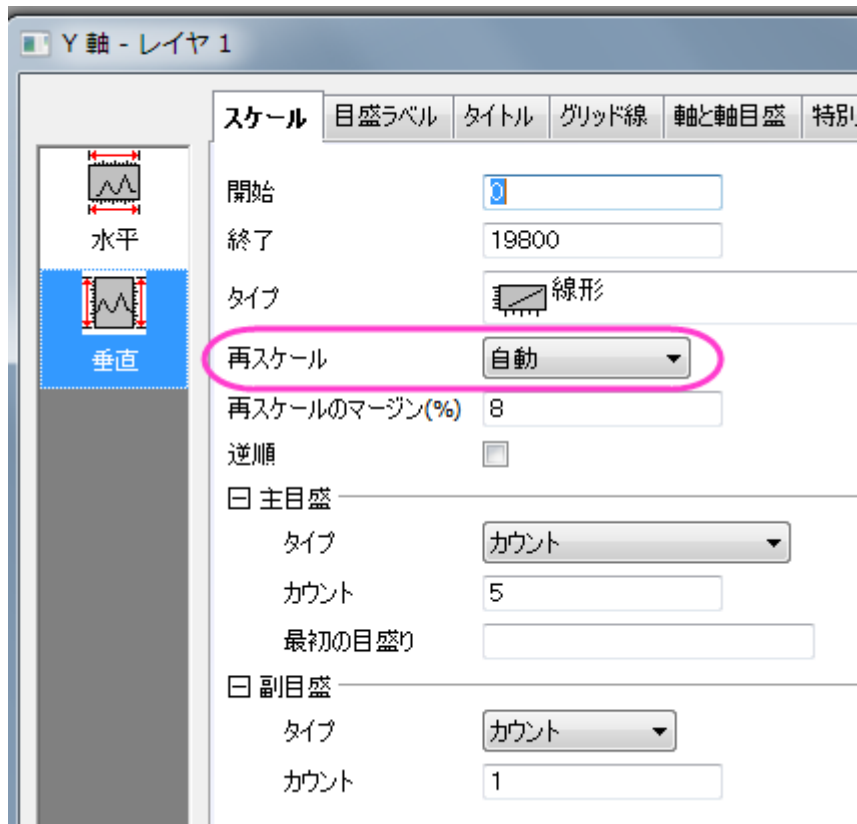 Y 軸 - レイヤ 1
スケール 目盛ラベル タイトル グリッド線 軸と軸目盛 特別
水平
垂直
開始 0
終了 19800
タイプ 線形
再スケール 自動
再スケールのマージン(%) 8
逆順
主目盛
タイプ カウント
カウント 5
最初の目盛り
副目盛
タイプ カウント
カウント 1